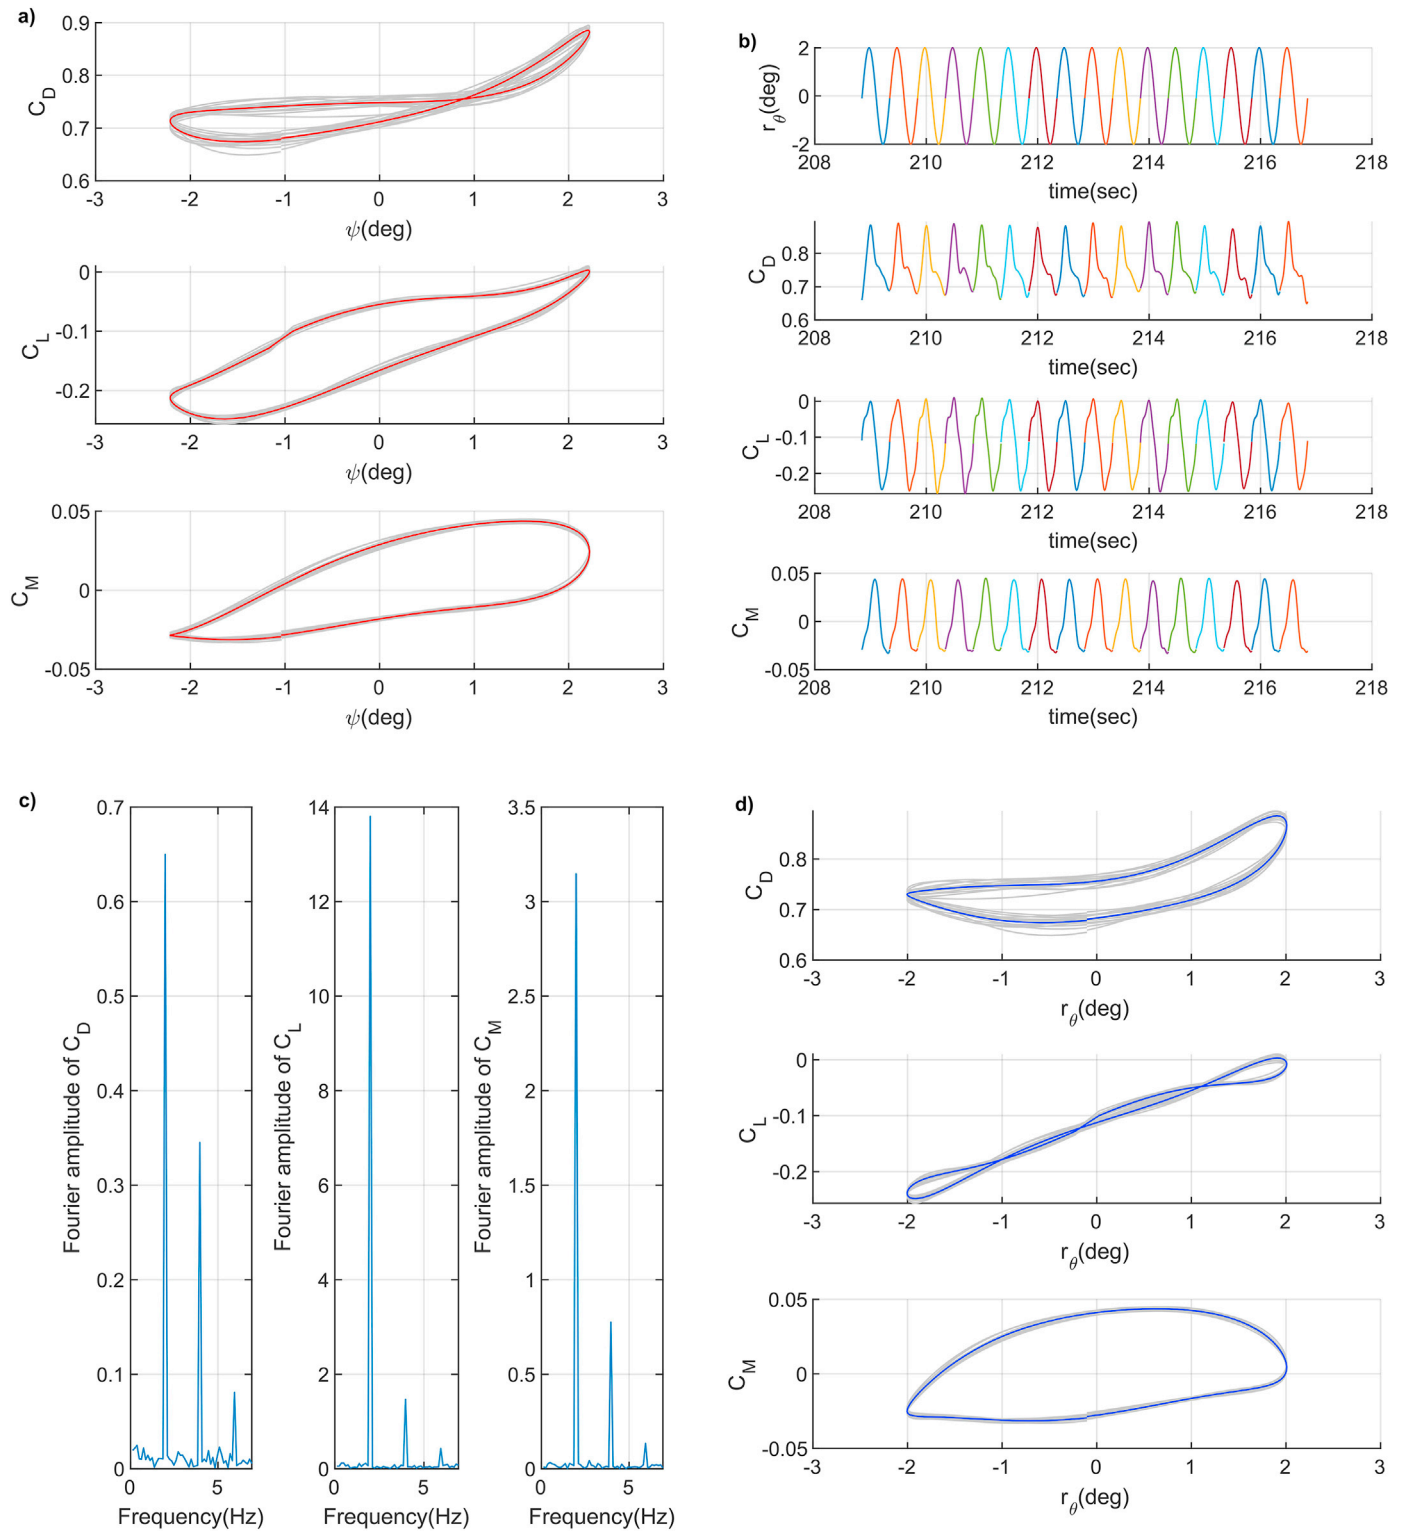 a)
0.9
0.8
0.7
0.6
C_D
-3 -2 -1 0 1 2 3
ψ(deg)
0
-0.1
-0.2
C_L
-3 -2 -1 0 1 2 3
ψ(deg)
0.05
0
-0.05
C_M
-3 -2 -1 0 1 2 3
ψ(deg)
b)
2
0
-2
r_θ(deg)
208 210 212 214 216 218
time(sec)
0.8
0.7
0.6
C_D
208 210 212 214 216 218
time(sec)
0
-0.1
-0.2
C_L
208 210 212 214 216 218
time(sec)
0.05
0
-0.05
C_M
208 210 212 214 216 218
time(sec)
c)
0.7
0.6
0.5
0.4
0.3
0.2
0.1
0
Fourier amplitude of C_D
0 5
Frequency(Hz)
14
12
10
8
6
4
2
0
Fourier amplitude of C_L
0 5
Frequency(Hz)
3.5
3
2.5
2
1.5
1
0.5
0
Fourier amplitude of C_M
0 5
Frequency(Hz)
d)
0.8
0.7
0.6
C_D
-3 -2 -1 0 1 2 3
r_θ(deg)
0
-0.1
-0.2
C_L
-3 -2 -1 0 1 2 3
r_θ(deg)
0.05
0
-0.05
C_M
-3 -2 -1 0 1 2 3
r_θ(deg)